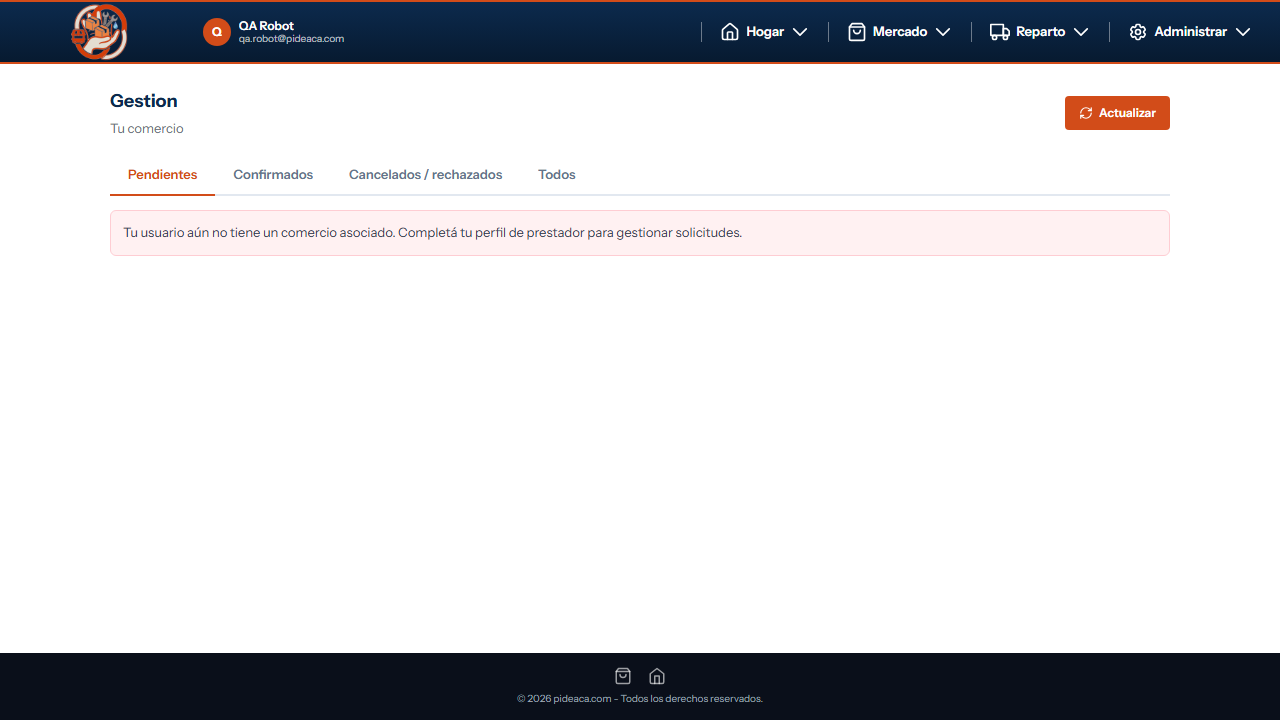 Q
QA Robot
qa.robot@pideaca.com
Hogar
Mercado
Reparto
Administrar
Gestion
Tu comercio
Actualizar
Pendientes
Confirmados
Cancelados / rechazados
Todos
Tu usuario aún no tiene un comercio asociado. Completá tu perfil de prestador para gestionar solicitudes.
© 2026 pideaca.com - Todos los derechos reservados.